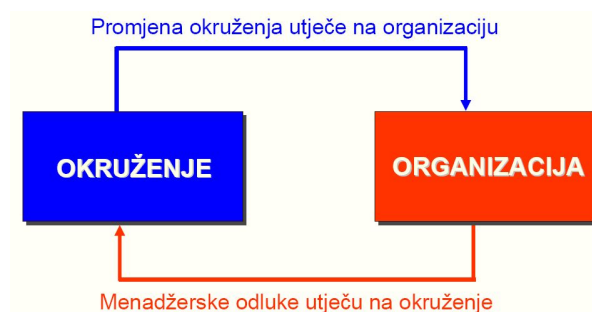 Promjena okruženja utječe na organizaciju
OKRUŽENJE
ORGANIZACIJA
Menadžerske odluke utječu na okruženje